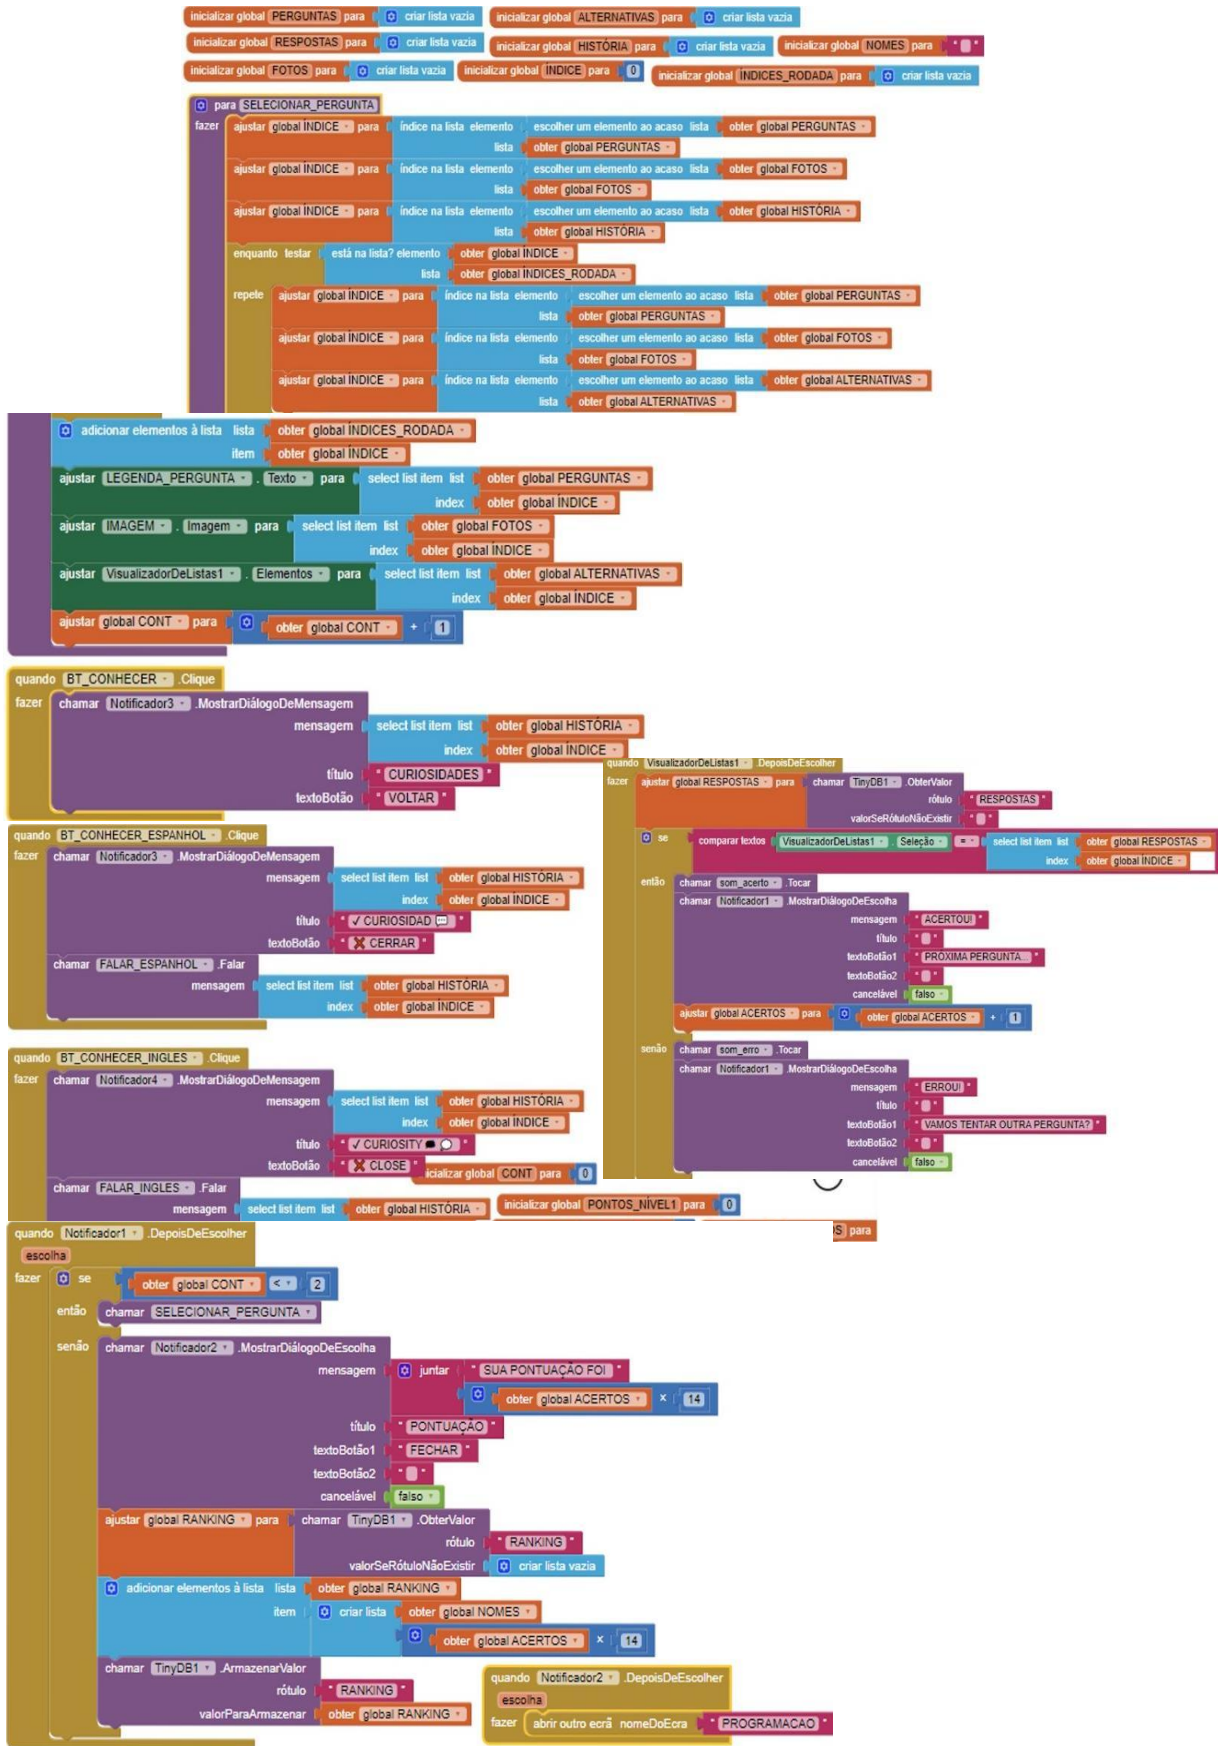 inicializar global PERGUNTAS para criar lista vazia inicializar global ALTERNATIVAS para criar lista vazia
inicializar global RESPOSTAS para criar lista vazia inicializar global HISTÓRIA para criar lista vazia inicializar global NOMES para " "
inicializar global FOTOS para criar lista vazia inicializar global ÍNDICE para 0 inicializar global ÍNDICES_RODADA para criar lista vazia
para SELECIONAR_PERGUNTA
fazer ajustar global ÍNDICE para índice na lista elemento escolher um elemento ao acaso lista obter global PERGUNTAS
lista obter global PERGUNTAS
ajustar global ÍNDICE para índice na lista elemento escolher um elemento ao acaso lista obter global FOTOS
lista obter global FOTOS
ajustar global ÍNDICE para índice na lista elemento escolher um elemento ao acaso lista obter global HISTÓRIA
lista obter global HISTÓRIA
enquanto testar está na lista? elemento obter global ÍNDICE
lista obter global ÍNDICES_RODADA
repete ajustar global ÍNDICE para índice na lista elemento escolher um elemento ao acaso lista obter global PERGUNTAS
lista obter global PERGUNTAS
ajustar global ÍNDICE para índice na lista elemento escolher um elemento ao acaso lista obter global FOTOS
lista obter global FOTOS
ajustar global ÍNDICE para índice na lista elemento escolher um elemento ao acaso lista obter global ALTERNATIVAS
lista obter global ALTERNATIVAS
adicionar elementos à lista lista obter global ÍNDICES_RODADA
item obter global ÍNDICE
ajustar LEGENDA_PERGUNTA . Texto para select list item list obter global PERGUNTAS
index obter global ÍNDICE
ajustar IMAGEM . Imagem para select list item list obter global FOTOS
index obter global ÍNDICE
ajustar VisualizadorDeListas1 . Elementos para select list item list obter global ALTERNATIVAS
index obter global ÍNDICE
ajustar global CONT para obter global CONT + 1
quando BT_CONHECER .Clique
fazer chamar Notificador3 .MostrarDiálogoDeMensagem
mensagem select list item list obter global HISTÓRIA
index obter global ÍNDICE
título " CURIOSIDADES "
textoBotão " VOLTAR "
quando BT_CONHECER_ESPANHOL .Clique
fazer chamar Notificador3 .MostrarDiálogoDeMensagem
mensagem select list item list obter global HISTÓRIA
index obter global ÍNDICE
título " ✓ CURIOSIDAD 💬 "
textoBotão " ❌ CERRAR "
chamar FALAR_ESPANHOL .Falar
mensagem select list item list obter global HISTÓRIA
index obter global ÍNDICE
quando BT_CONHECER_INGLES .Clique
fazer chamar Notificador4 .MostrarDiálogoDeMensagem
mensagem select list item list obter global HISTÓRIA
index obter global ÍNDICE
título " ✓ CURIOSITY "
textoBotão " ❌ CLOSE
chamar FALAR_INGLES .Falar
mensagem select list item list obter global HISTÓRIA
quando VisualizadorDeListas1 .DepoisDeEscolher
fazer ajustar global RESPOSTAS para chamar TinyDB1 .ObterValor
rótulo " RESPOSTAS "
valorSeRótuloNãoExistir " "
se comparar textos VisualizadorDeListas1 . Seleção = select list item list obter global RESPOSTAS
index obter global ÍNDICE
então chamar som_acerto .Tocar
chamar Notificador1 .MostrarDiálogoDeEscolha
mensagem " ACERTOU! "
título " "
textoBotão1 " PRÓXIMA PERGUNTA... "
textoBotão2 " "
cancelável falso
ajustar global ACERTOS para obter global ACERTOS + 1
senão chamar som_erro .Tocar
chamar Notificador1 .MostrarDiálogoDeEscolha
mensagem " ERROU! "
título " "
textoBotão1 " VAMOS TENTAR OUTRA PERGUNTA? "
textoBotão2 " "
cancelável falso
icializar global CONT para 0
inicializar global PONTOS_NÍVEL1 para 0
S para
quando Notificador1 .DepoisDeEscolher
escolha
fazer se obter global CONT < 2
então chamar SELECIONAR_PERGUNTA
senão chamar Notificador2 .MostrarDiálogoDeEscolha
mensagem juntar " SUA PONTUAÇÃO FOI "
obter global ACERTOS × 14
título " PONTUAÇÃO "
textoBotão1 " FECHAR "
textoBotão2 " "
cancelável falso
ajustar global RANKING para chamar TinyDB1 .ObterValor
rótulo " RANKING "
valorSeRótuloNãoExistir criar lista vazia
adicionar elementos à lista lista obter global RANKING
item criar lista obter global NOMES
obter global ACERTOS × 14
chamar TinyDB1 .ArmazenarValor
rótulo " RANKING "
valorParaArmazenar obter global RANKING
quando Notificador2 .DepoisDeEscolher
escolha
fazer abrir outro ecrã nomeDoEcra " PROGRAMACAO "